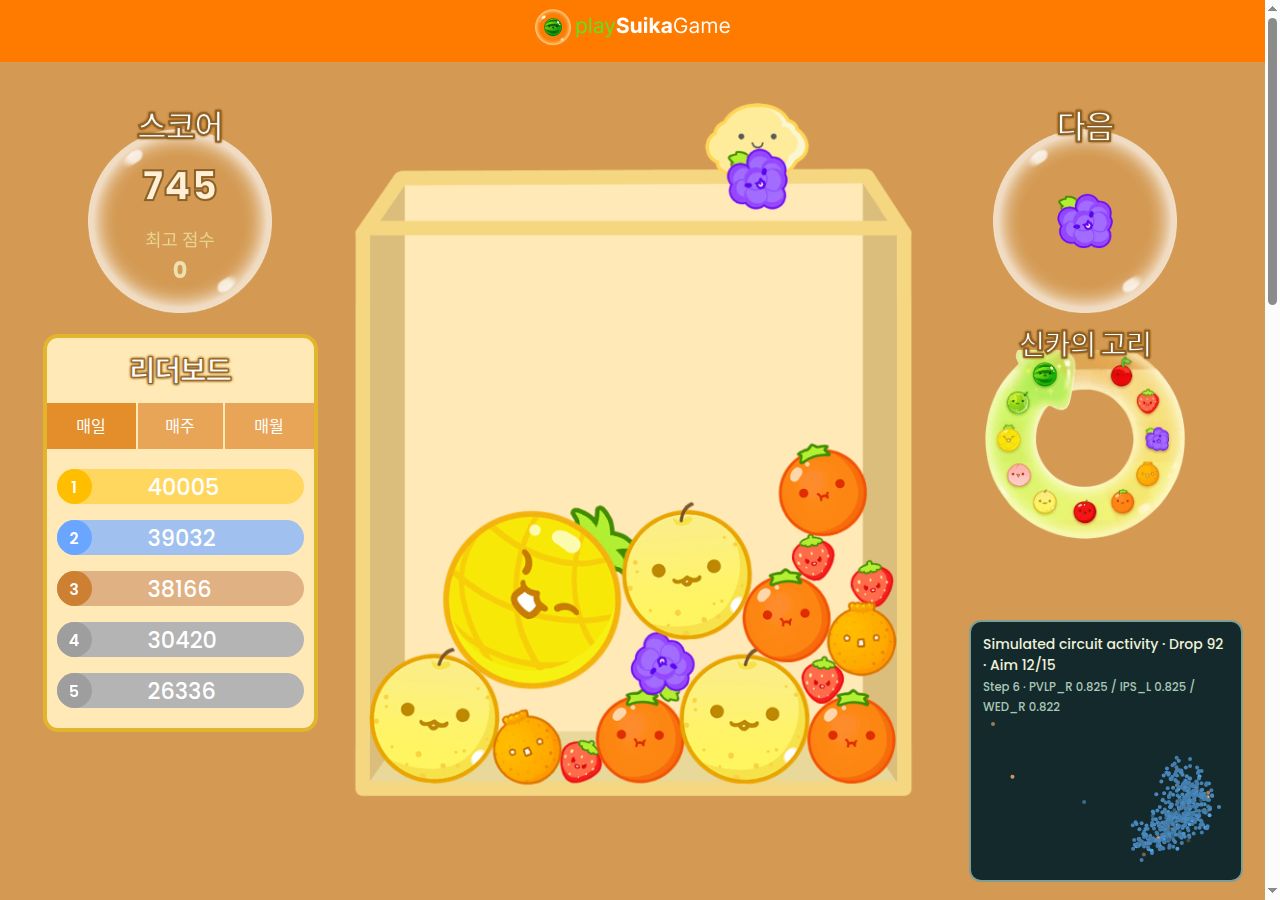 playSuikaGame
스코어
745
최고 점수
0
리더보드
매일 매주 매월
1 40005
2 39032
3 38166
4 30420
5 26336
다음
신카의 고리
Simulated circuit activity · Drop 92
· Aim 12/15
Step 6 · PVLP_R 0.825 / IPS_L 0.825 /
WED_R 0.822